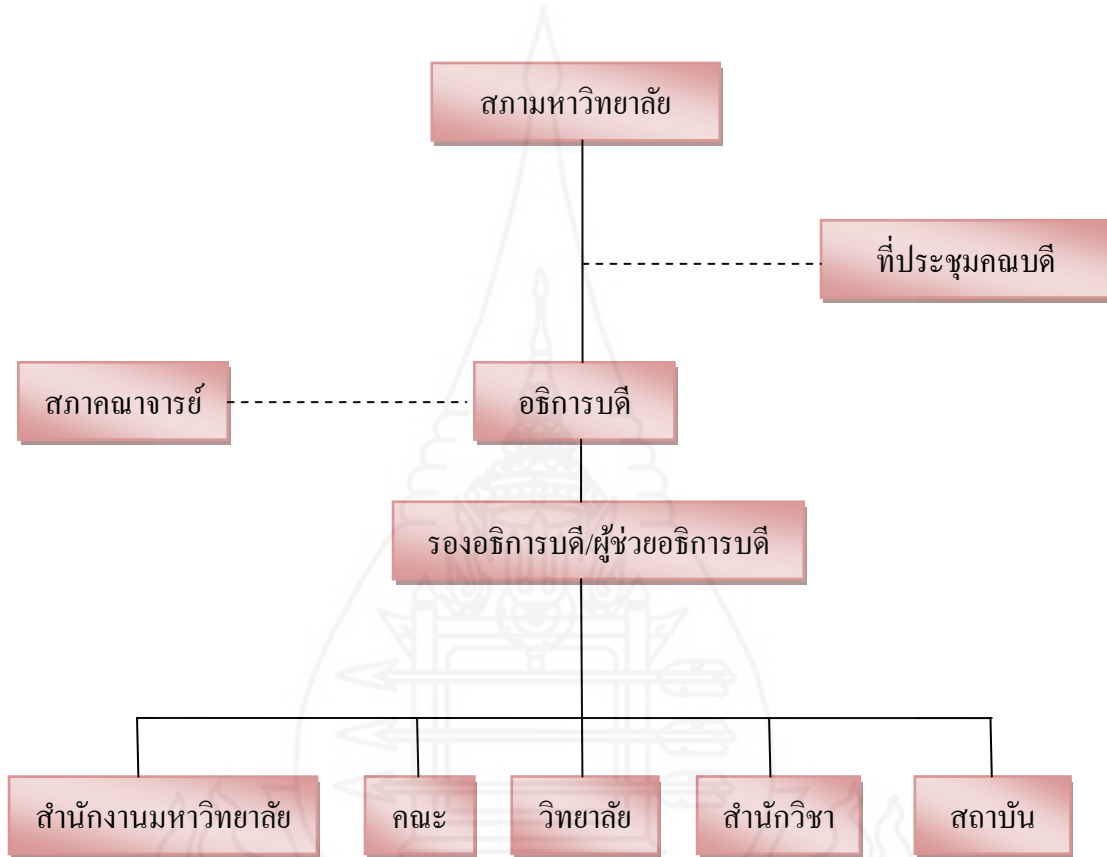 สภามหาวิทยาลัย
ที่ประชุมคณบดี
สภาคณาจารย์
อธิการบดี
รองอธิการบดี/ผู้ช่วยอธิการบดี
สำนักงานมหาวิทยาลัย
คณะ
วิทยาลัย
สำนักวิชา
สถาบัน